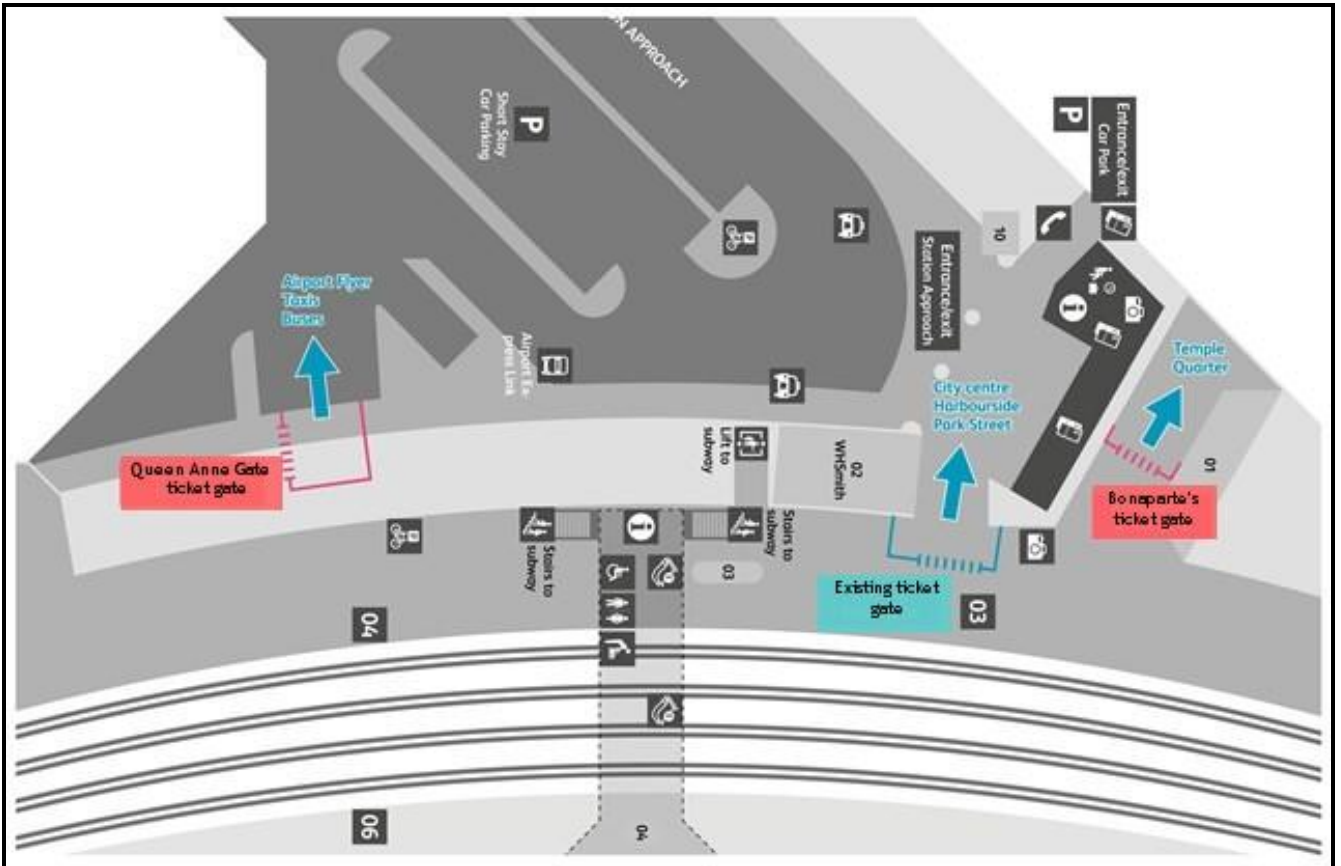 N APPROACH
Short Stay
Car Parking
P
P
Entrance/exit
Car Park
10
Entrance/exit
Station Approach
Airport Flyer
Taxis
Buses
Airport Ex-
press Link
Temple
Quarter
City centre
Harbourside
Park Street
Lift to
subway
02
WHSmith
01
Queen Anne Gate
ticket gate
Bonaparte's
ticket gate
Stairs to
subway
Stairs to
subway
03
Existing ticket
gate
03
04
06
04